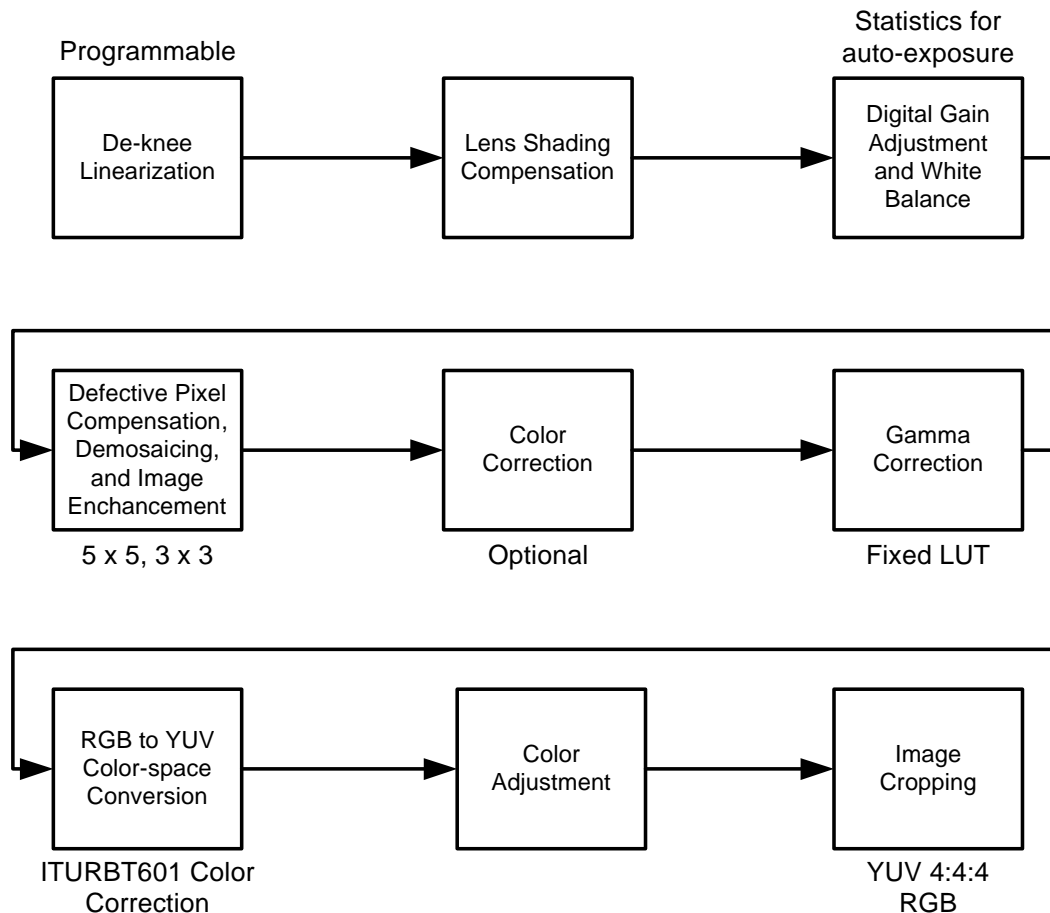 Programmable
De-knee
Linearization
Lens Shading
Compensation
Statistics for
auto-exposure
Digital Gain
Adjustment
and White
Balance
Defective Pixel
Compensation,
Demosaicing,
and Image
Enchancement
5 x 5, 3 x 3
Color
Correction
Optional
Gamma
Correction
Fixed LUT
RGB to YUV
Color-space
Conversion
ITURBT601 Color
Correction
Color
Adjustment
Image
Cropping
YUV 4:4:4
RGB